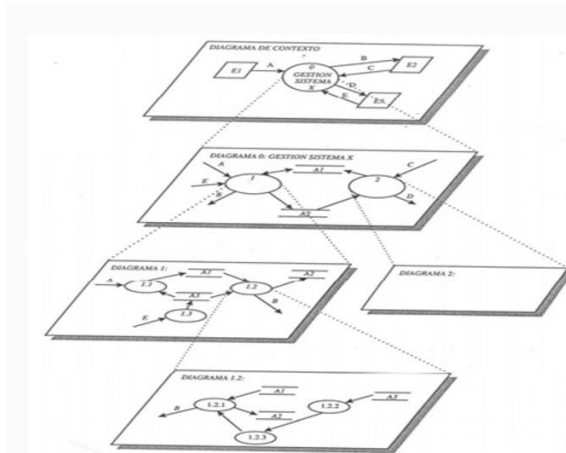 DIAGRAMA DE CONTEXTO
B
E1
A
0
E2
C
GESTION
SISTEMA
X
D
E
DIAGRAMA 0: GESTION SISTEMA X
A
A1
C
E
1
2
B
A2
D
DIAGRAMA 1:
A1
A2
DIAGRAMA 2:
A
1.1
1.2
A3
B
E
1.3
DIAGRAMA 1.2:
A1
A3
B
1.2.1
1.2.2
A2
1.2.3